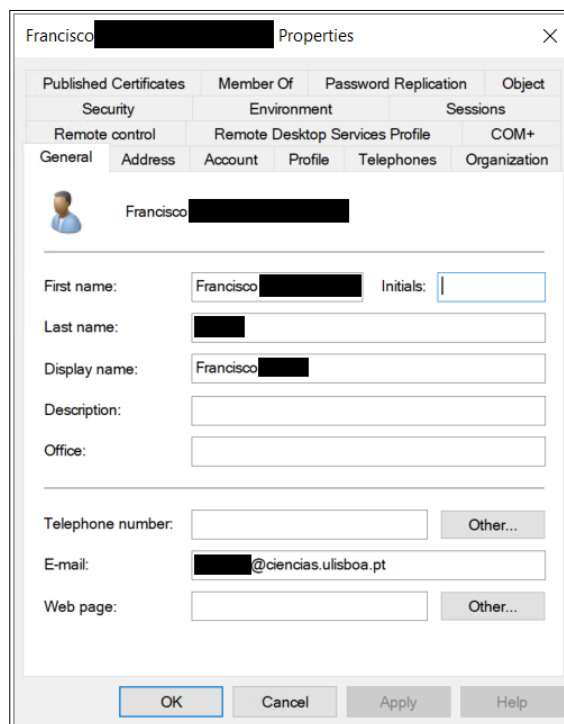 Francisco Properties
Published Certificates Member Of Password Replication Object
Security Environment Sessions
Remote control Remote Desktop Services Profile COM+
General Address Account Profile Telephones Organization
Francisco
First name: Francisco Initials:
Last name:
Display name: Francisco
Description:
Office:
Telephone number: Other...
E-mail: @ciencias.ulisboa.pt
Web page: Other...
OK Cancel Apply Help